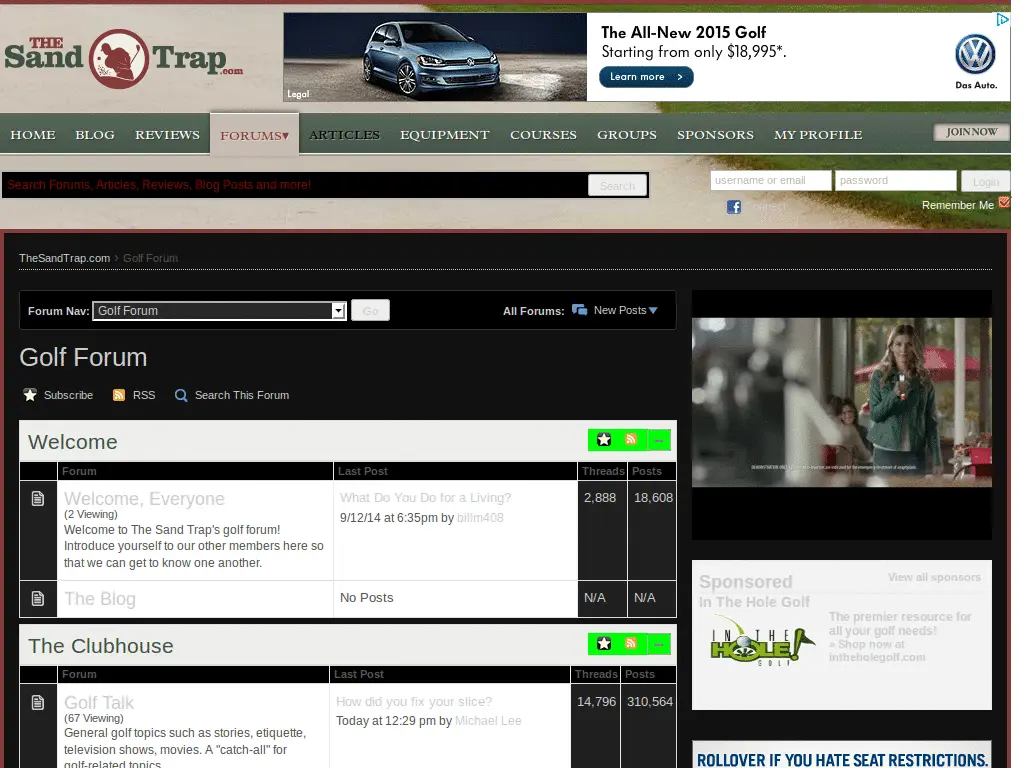 THE
Sand Trap.com
The All-New 2015 Golf
Starting from only $18,995*.
Learn more >
Legal
Das Auto.
HOME BLOG REVIEWS FORUMS▾ ARTICLES EQUIPMENT COURSES GROUPS SPONSORS MY PROFILE JOIN NOW
Search Forums, Articles, Reviews, Blog Posts and more! Search
username or email password Login
Remember Me
TheSandTrap.com › Golf Forum
Forum Nav: Golf Forum Go All Forums: New Posts
Golf Forum
Subscribe RSS Search This Forum
Welcome
Forum Last Post Threads Posts
Welcome, Everyone What Do You Do for a Living? 2,888 18,608
(2 Viewing) 9/12/14 at 6:35pm by billm408
Welcome to The Sand Trap's golf forum!
Introduce yourself to our other members here so
that we can get to know one another.
The Blog No Posts N/A N/A
The Clubhouse
Forum Last Post Threads Posts
Golf Talk How did you fix your slice? 14,796 310,564
(67 Viewing) Today at 12:29 pm by Michael Lee
General golf topics such as stories, etiquette,
television shows, movies. A "catch-all" for
golf-related topics.
Sponsored View all sponsors
In The Hole Golf
IN THE
HOLE!
GOLF
The premier resource for
all your golf needs!
» Shop now at
intheholegolf.com
ROLLOVER IF YOU HATE SEAT RESTRICTIONS.